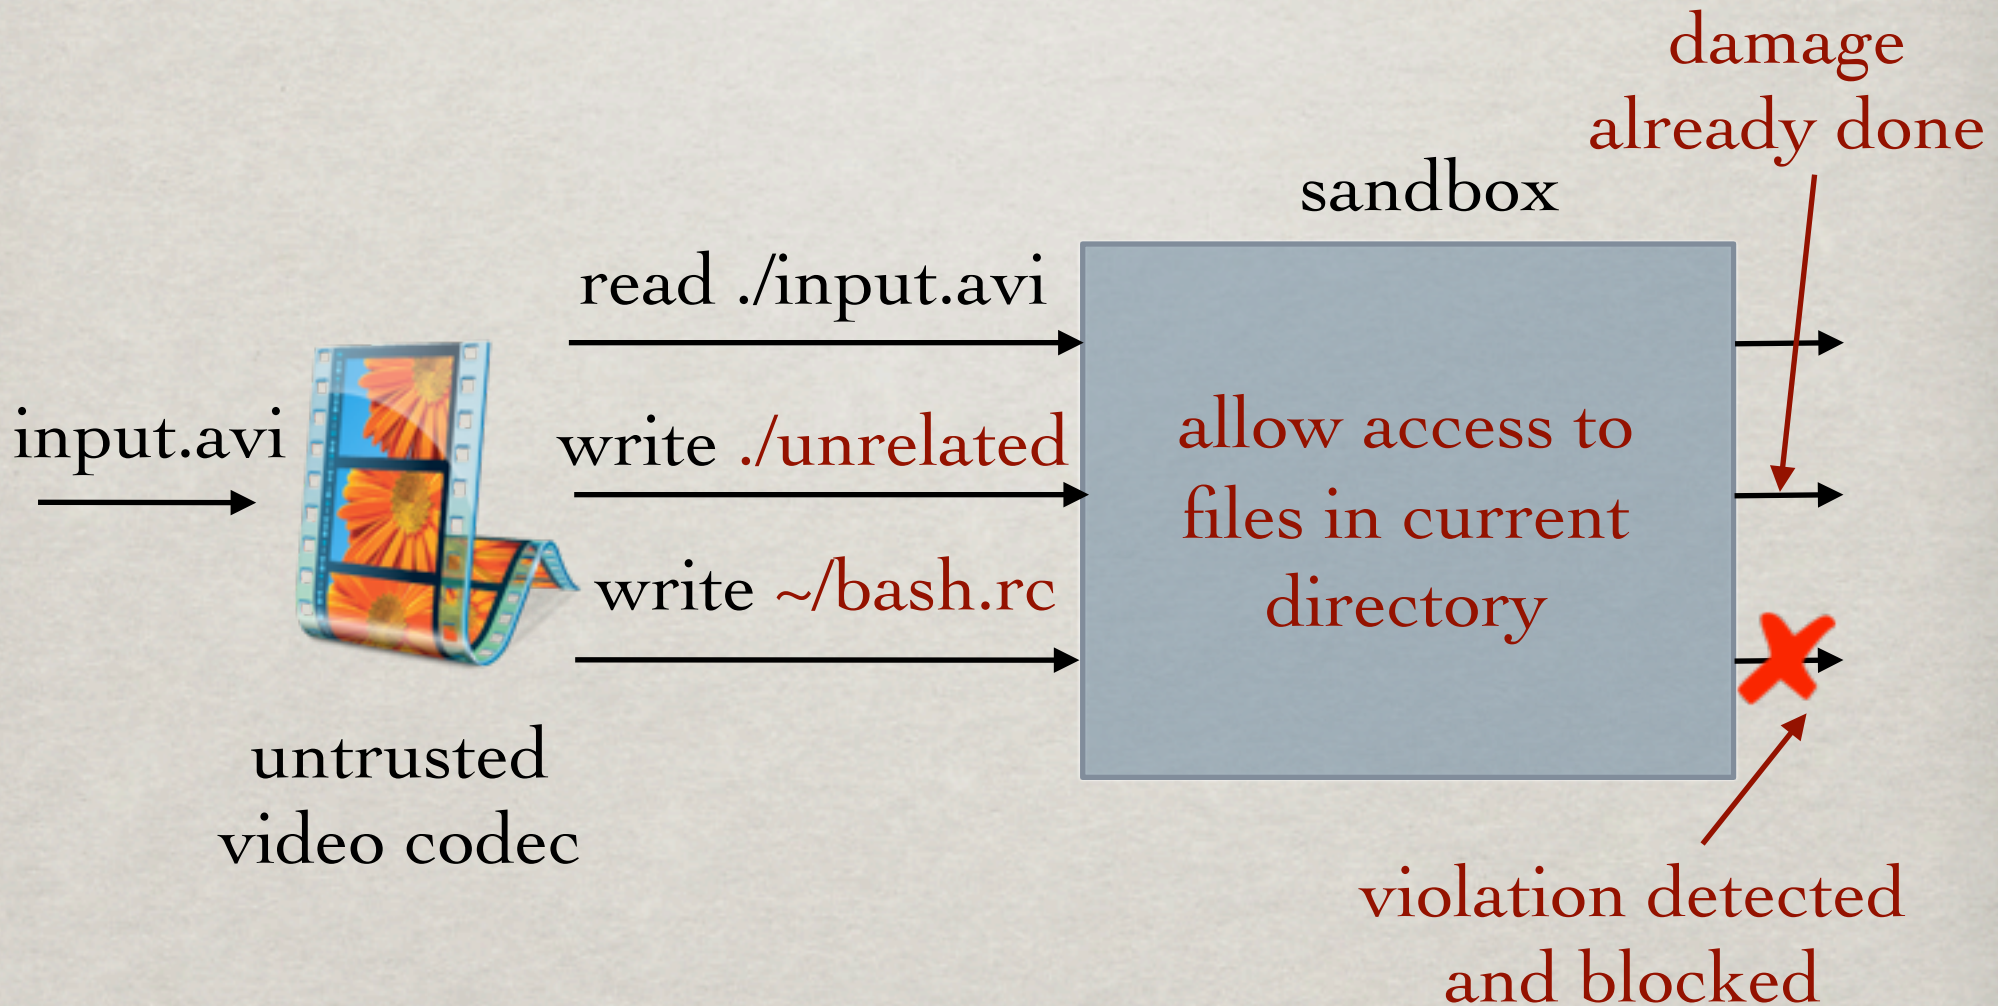 damage
already done
sandbox
read ./input.avi
input.avi
write ./unrelated
write ~/bash.rc
allow access to
files in current
directory
untrusted
video codec
violation detected
and blocked